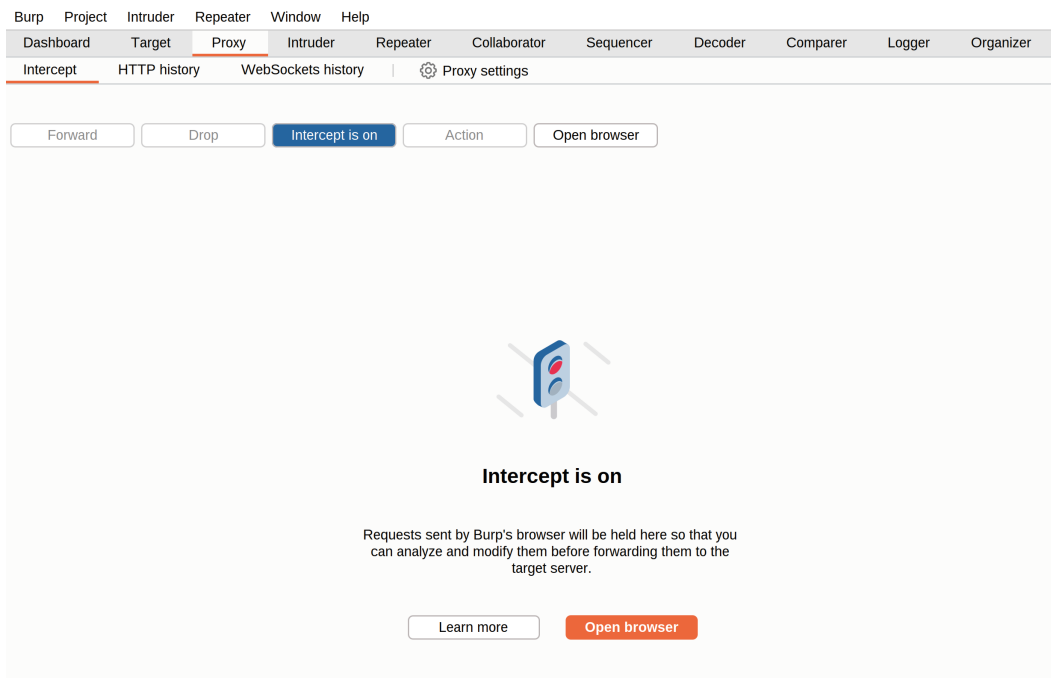 Burp Project Intruder Repeater Window Help
Dashboard Target Proxy Intruder Repeater Collaborator Sequencer Decoder Comparer Logger Organizer
Intercept HTTP history WebSockets history Proxy settings
Forward Drop Intercept is on Action Open browser
Intercept is on
Requests sent by Burp's browser will be held here so that you
can analyze and modify them before forwarding them to the
target server.
Learn more Open browser